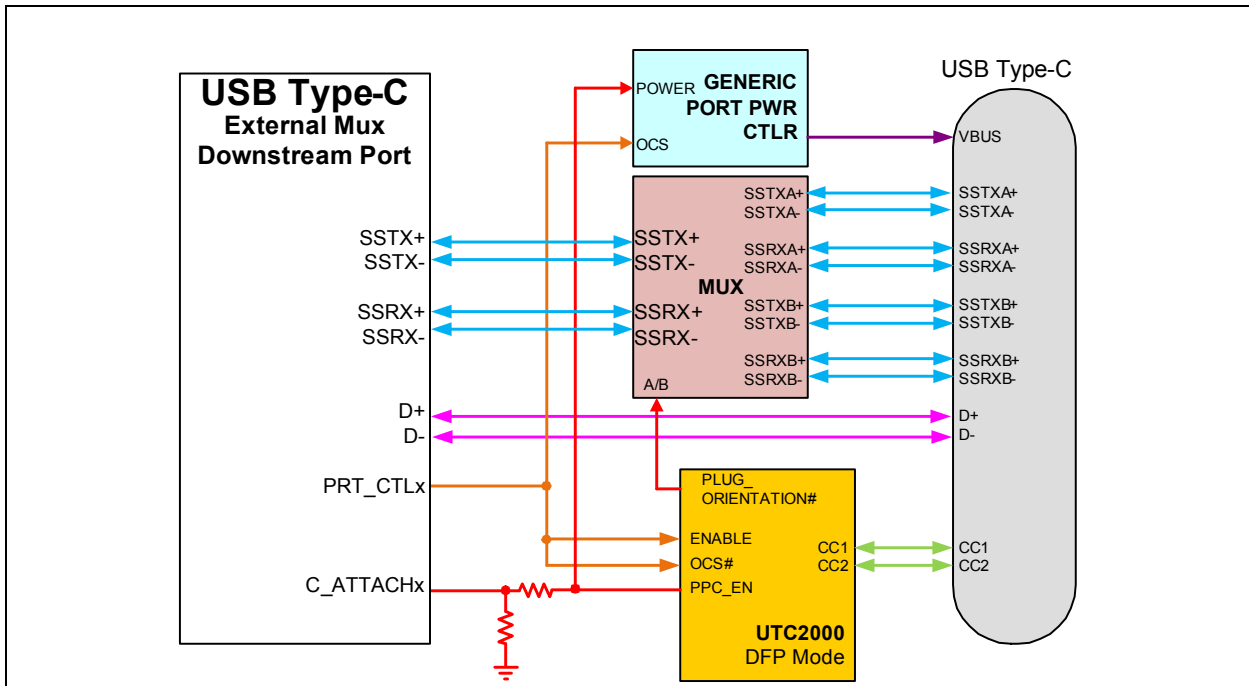 USB Type-C
External Mux
Downstream Port
SSTX+
SSTX-
SSRX+
SSRX-
D+
D-
PRT_CTLx
C_ATTACHx
POWER
GENERIC
PORT PWR
CTLR
OCS
SSTX+
SSTX-
SSRX+
SSRX-
MUX
A/B
SSTXA+
SSTXA-
SSRXA+
SSRXA-
SSTXB+
SSTXB-
SSRXB+
SSRXB-
PLUG_
ORIENTATION#
ENABLE
OCS#
PPC_EN
CC1
CC2
UTC2000
DFP Mode
USB Type-C
VBUS
SSTXA+
SSTXA-
SSRXA+
SSRXA-
SSTXB+
SSTXB-
SSRXB+
SSRXB-
D+
D-
CC1
CC2